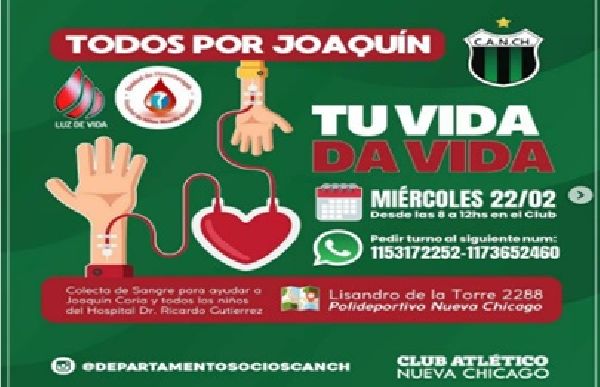 TODOS POR JOAQUÍN
C.A.N.CH
LUZ DE VIDA
TU VIDA
DA VIDA
MIÉRCOLES 22/02
Desde las 8 a 12hs en el Club
Pedir turno al siguiente num:
1153172252-1173652460
Colecta de Sangre para ayudar a
Joaquín Coria y todos los niños
del Hospital Dr. Ricardo Gutierrez
Lisandro de la Torre 2288
Polideportivo Nueva Chicago
@DEPARTAMENTOSOCIOSCANCH
CLUB ATLÉTICO
NUEVA CHICAGO